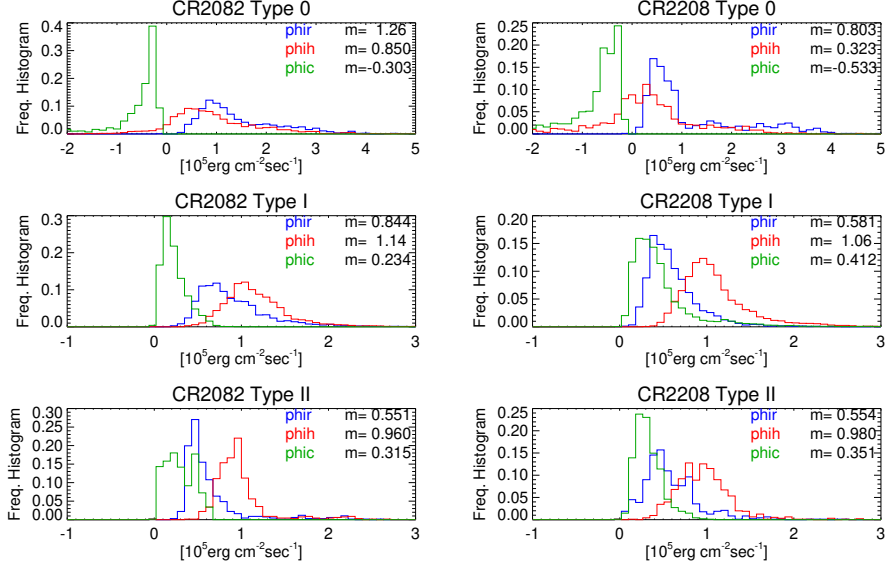 CR2082 Type 0
Freq. Histogram
0.4
0.3
0.2
0.1
0.00
phir m= 1.26
phih m= 0.850
phic m=-0.303
-2 -1 0 1 2 3 4 5
[10⁵erg cm⁻²sec⁻¹]
CR2208 Type 0
Freq. Histogram
0.25
0.20
0.15
0.10
0.05
0.00
phir m= 0.803
phih m= 0.323
phic m=-0.533
-2 -1 0 1 2 3 4 5
[10⁵erg cm⁻²sec⁻¹]
CR2082 Type I
Freq. Histogram
0.3
0.2
0.1
0.00
phir m= 0.844
phih m= 1.14
phic m= 0.234
-1 0 1 2 3
[10⁵erg cm⁻²sec⁻¹]
CR2208 Type I
Freq. Histogram
0.20
0.15
0.10
0.05
0.00
phir m= 0.581
phih m= 1.06
phic m= 0.412
-1 0 1 2 3
[10⁵erg cm⁻²sec⁻¹]
CR2082 Type II
Freq. Histogram
0.30
0.25
0.20
0.15
0.10
0.05
0.00
phir m= 0.551
phih m= 0.960
phic m= 0.315
-1 0 1 2 3
[10⁵erg cm⁻²sec⁻¹]
CR2208 Type II
Freq. Histogram
0.25
0.20
0.15
0.10
0.05
0.00
phir m= 0.554
phih m= 0.980
phic m= 0.351
-1 0 1 2 3
[10⁵erg cm⁻²sec⁻¹]